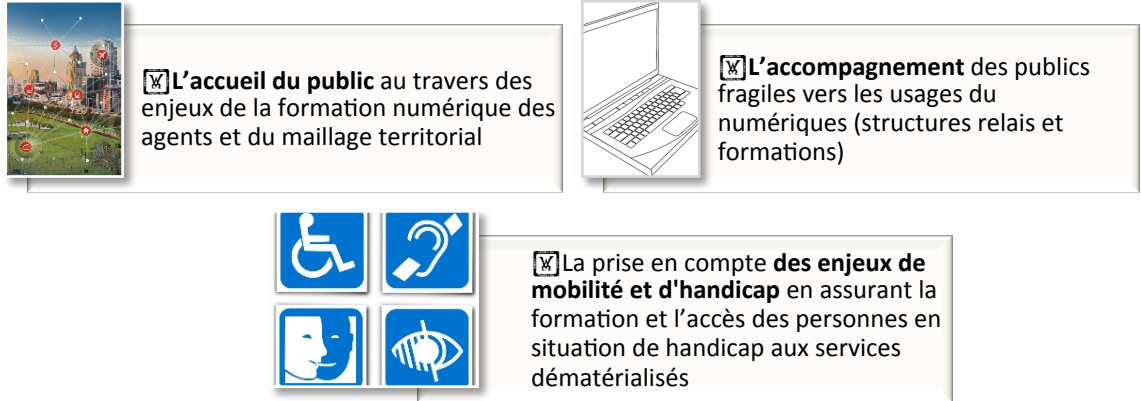 L’accueil du public au travers des
enjeux de la formation numérique des
agents et du maillage territorial
L’accompagnement des publics
fragiles vers les usages du
numériques (structures relais et
formations)
La prise en compte des enjeux de
mobilité et d'handicap en assurant la
formation et l’accès des personnes en
situation de handicap aux services
dématérialisés